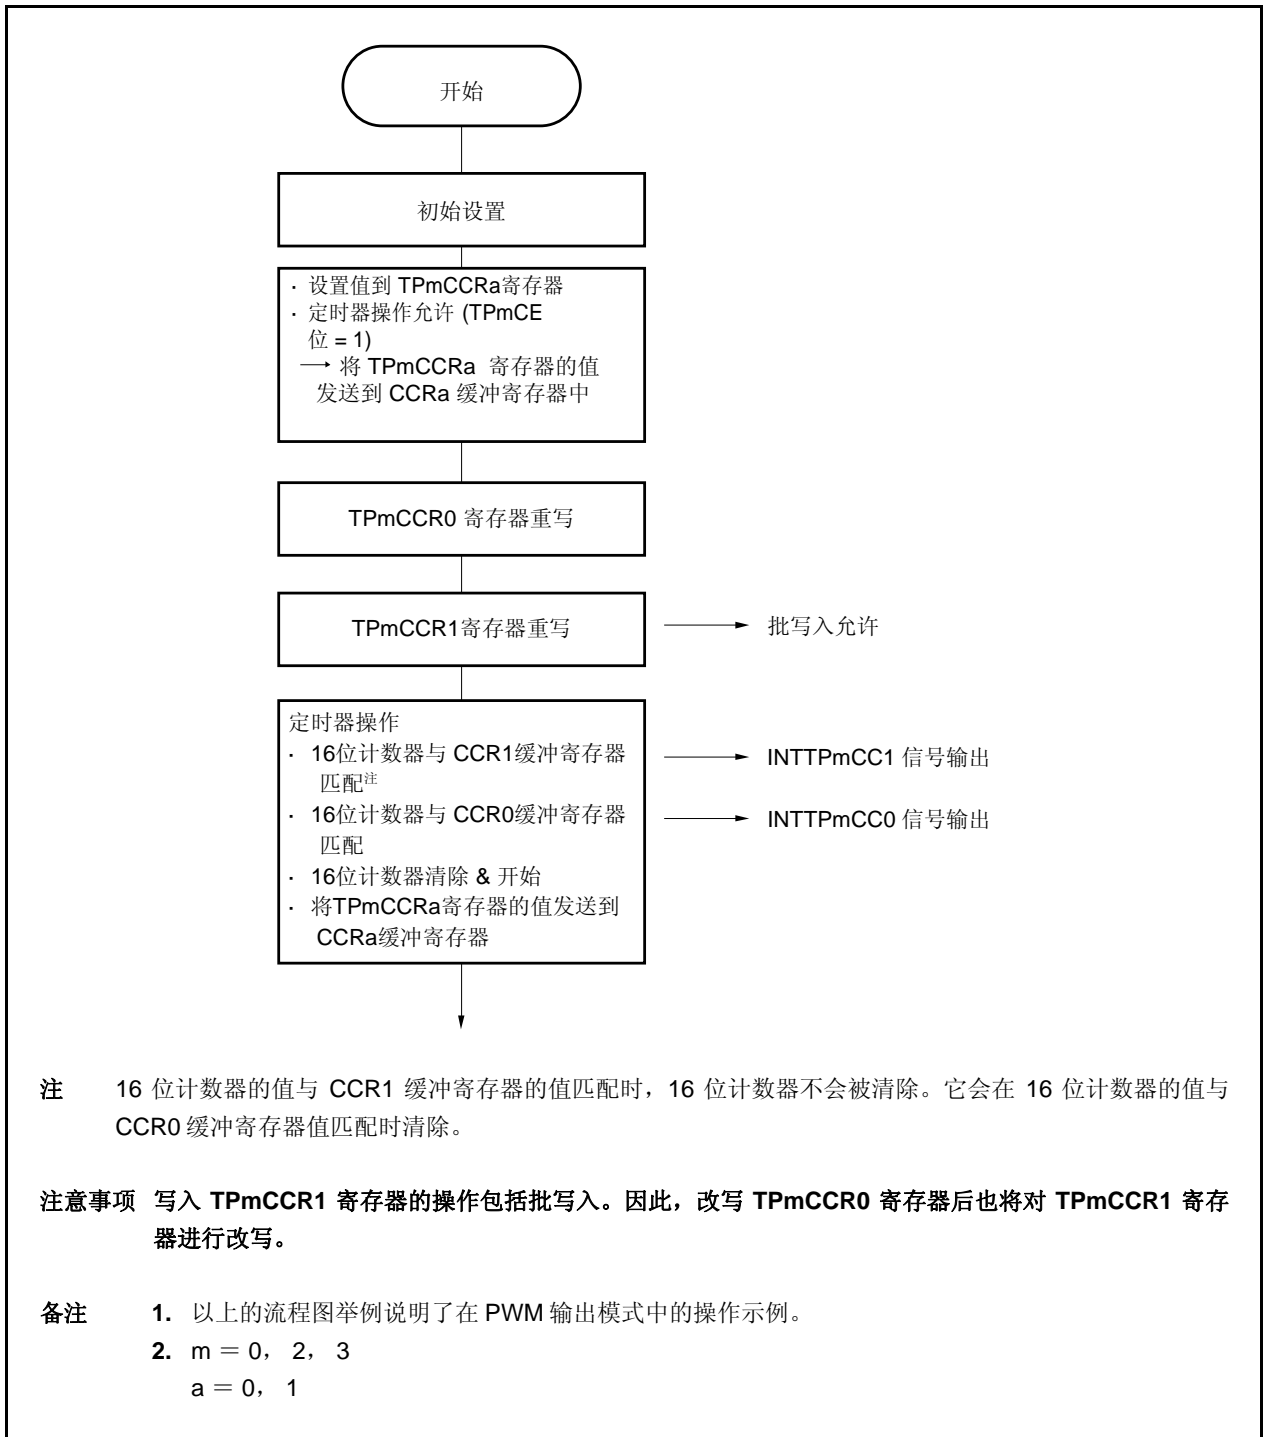 开始
初始设置
· 设置值到 TPmCCRa寄存器
· 定时器操作允许 (TPmCE
位 = 1)
→ 将 TPmCCRa 寄存器的值
发送到 CCRa 缓冲寄存器中
TPmCCR0 寄存器重写
TPmCCR1寄存器重写
批写入允许
定时器操作
· 16位计数器与 CCR1缓冲寄存器
匹配注
INTTPmCC1 信号输出
· 16位计数器与 CCR0缓冲寄存器
匹配
INTTPmCC0 信号输出
· 16位计数器清除 & 开始
· 将TPmCCRa寄存器的值发送到
CCRa缓冲寄存器
注 16 位计数器的值与 CCR1 缓冲寄存器的值匹配时，16 位计数器不会被清除。它会在 16 位计数器的值与
CCR0 缓冲寄存器值匹配时清除。
注意事项 写入 TPmCCR1 寄存器的操作包括批写入。因此，改写 TPmCCR0 寄存器后也将对 TPmCCR1 寄存
器进行改写。
备注 1. 以上的流程图举例说明了在 PWM 输出模式中的操作示例。
2. m ＝ 0， 2， 3
a ＝ 0， 1